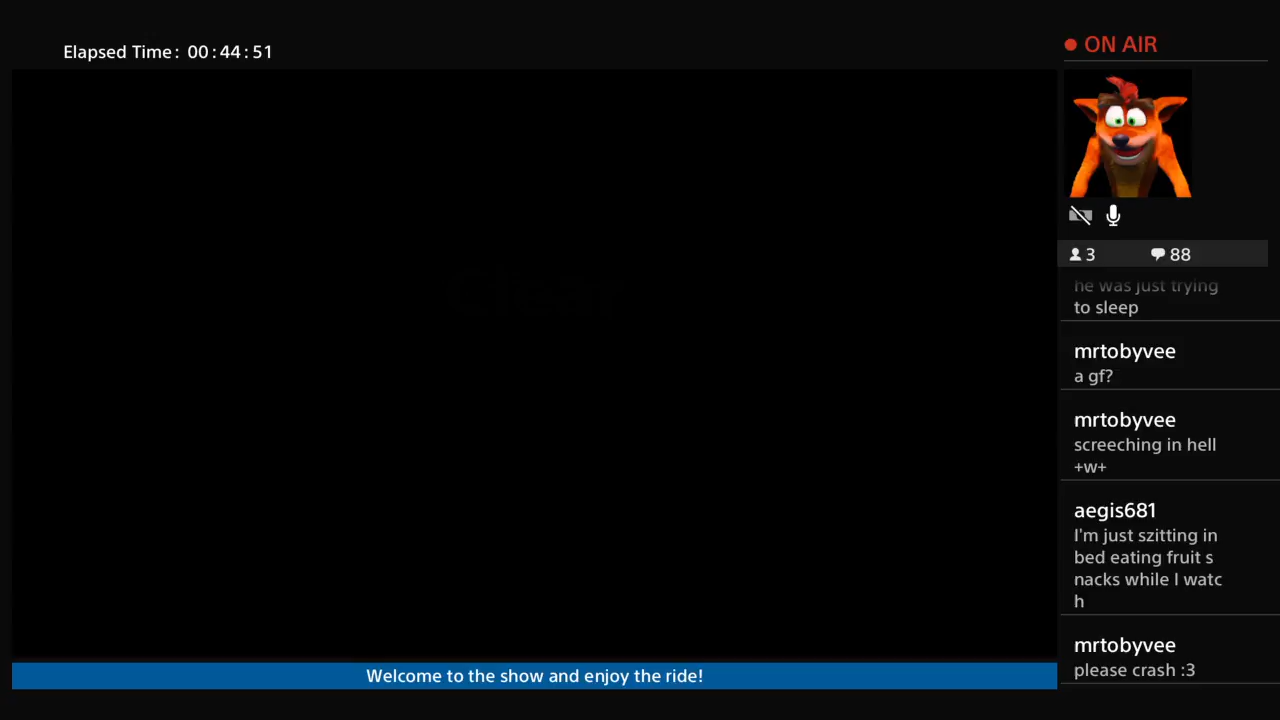 Elapsed Time: 00:44:51
ON AIR
3 88
he was just trying
to sleep
mrtobyvee
a gf?
mrtobyvee
screeching in hell
+w+
aegis681
I'm just szitting in
bed eating fruit s
nacks while I watc
h
mrtobyvee
please crash :3
Welcome to the show and enjoy the ride!